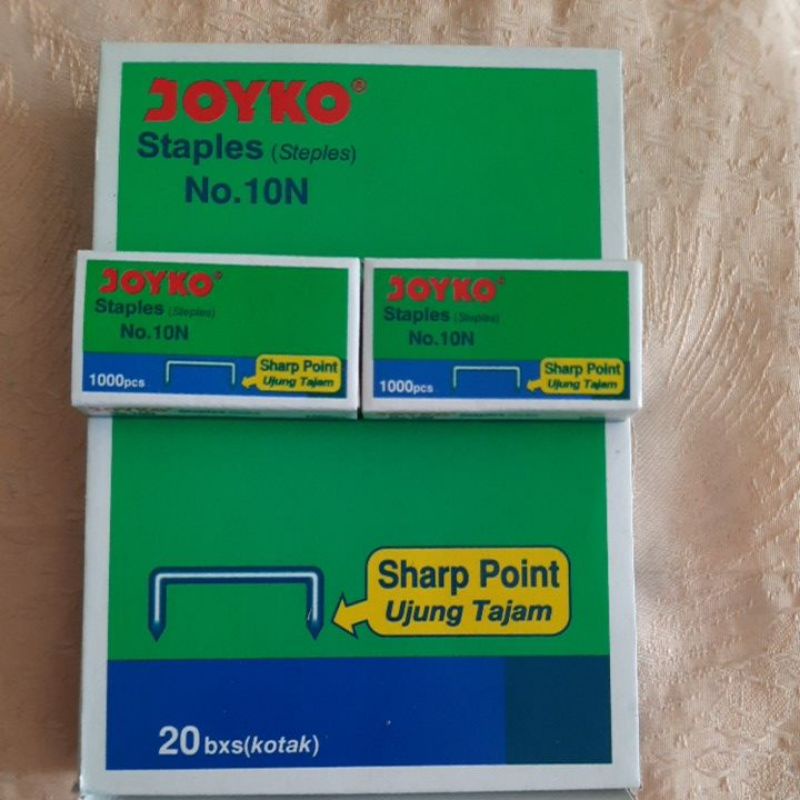 JOYKO®
Staples (Steples)
No.10N
JOYKO®
Staples (Steples)
No.10N
1000pcs
Sharp Point
Ujung Tajam
JOYKO®
Staples (Steples)
No.10N
1000pcs
Sharp Point
Ujung Tajam
Sharp Point
Ujung Tajam
20 bxs(kotak)